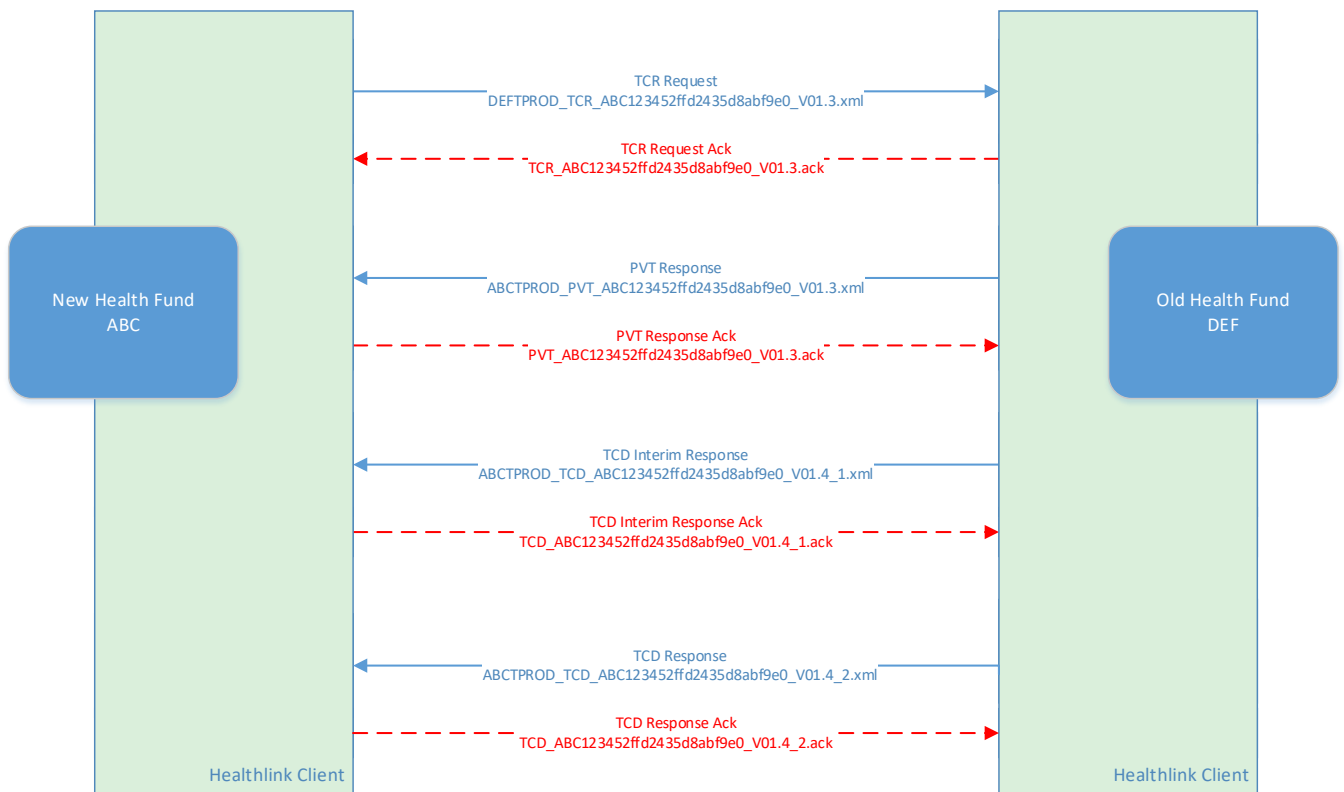 TCR Request
DEFTPROD_TCR_ABC123452ffd2435d8abf9e0_V01.3.xml
TCR Request Ack
TCR_ABC123452ffd2435d8abf9e0_V01.3.ack
New Health Fund
ABC
PVT Response
ABCTPROD_PVT_ABC123452ffd2435d8abf9e0_V01.3.xml
Old Health Fund
DEF
PVT Response Ack
PVT_ABC123452ffd2435d8abf9e0_V01.3.ack
TCD Interim Response
ABCTPROD_TCD_ABC123452ffd2435d8abf9e0_V01.4_1.xml
TCD Interim Response Ack
TCD_ABC123452ffd2435d8abf9e0_V01.4_1.ack
TCD Response
ABCTPROD_TCD_ABC123452ffd2435d8abf9e0_V01.4_2.xml
TCD Response Ack
TCD_ABC123452ffd2435d8abf9e0_V01.4_2.ack
Healthlink Client
Healthlink Client